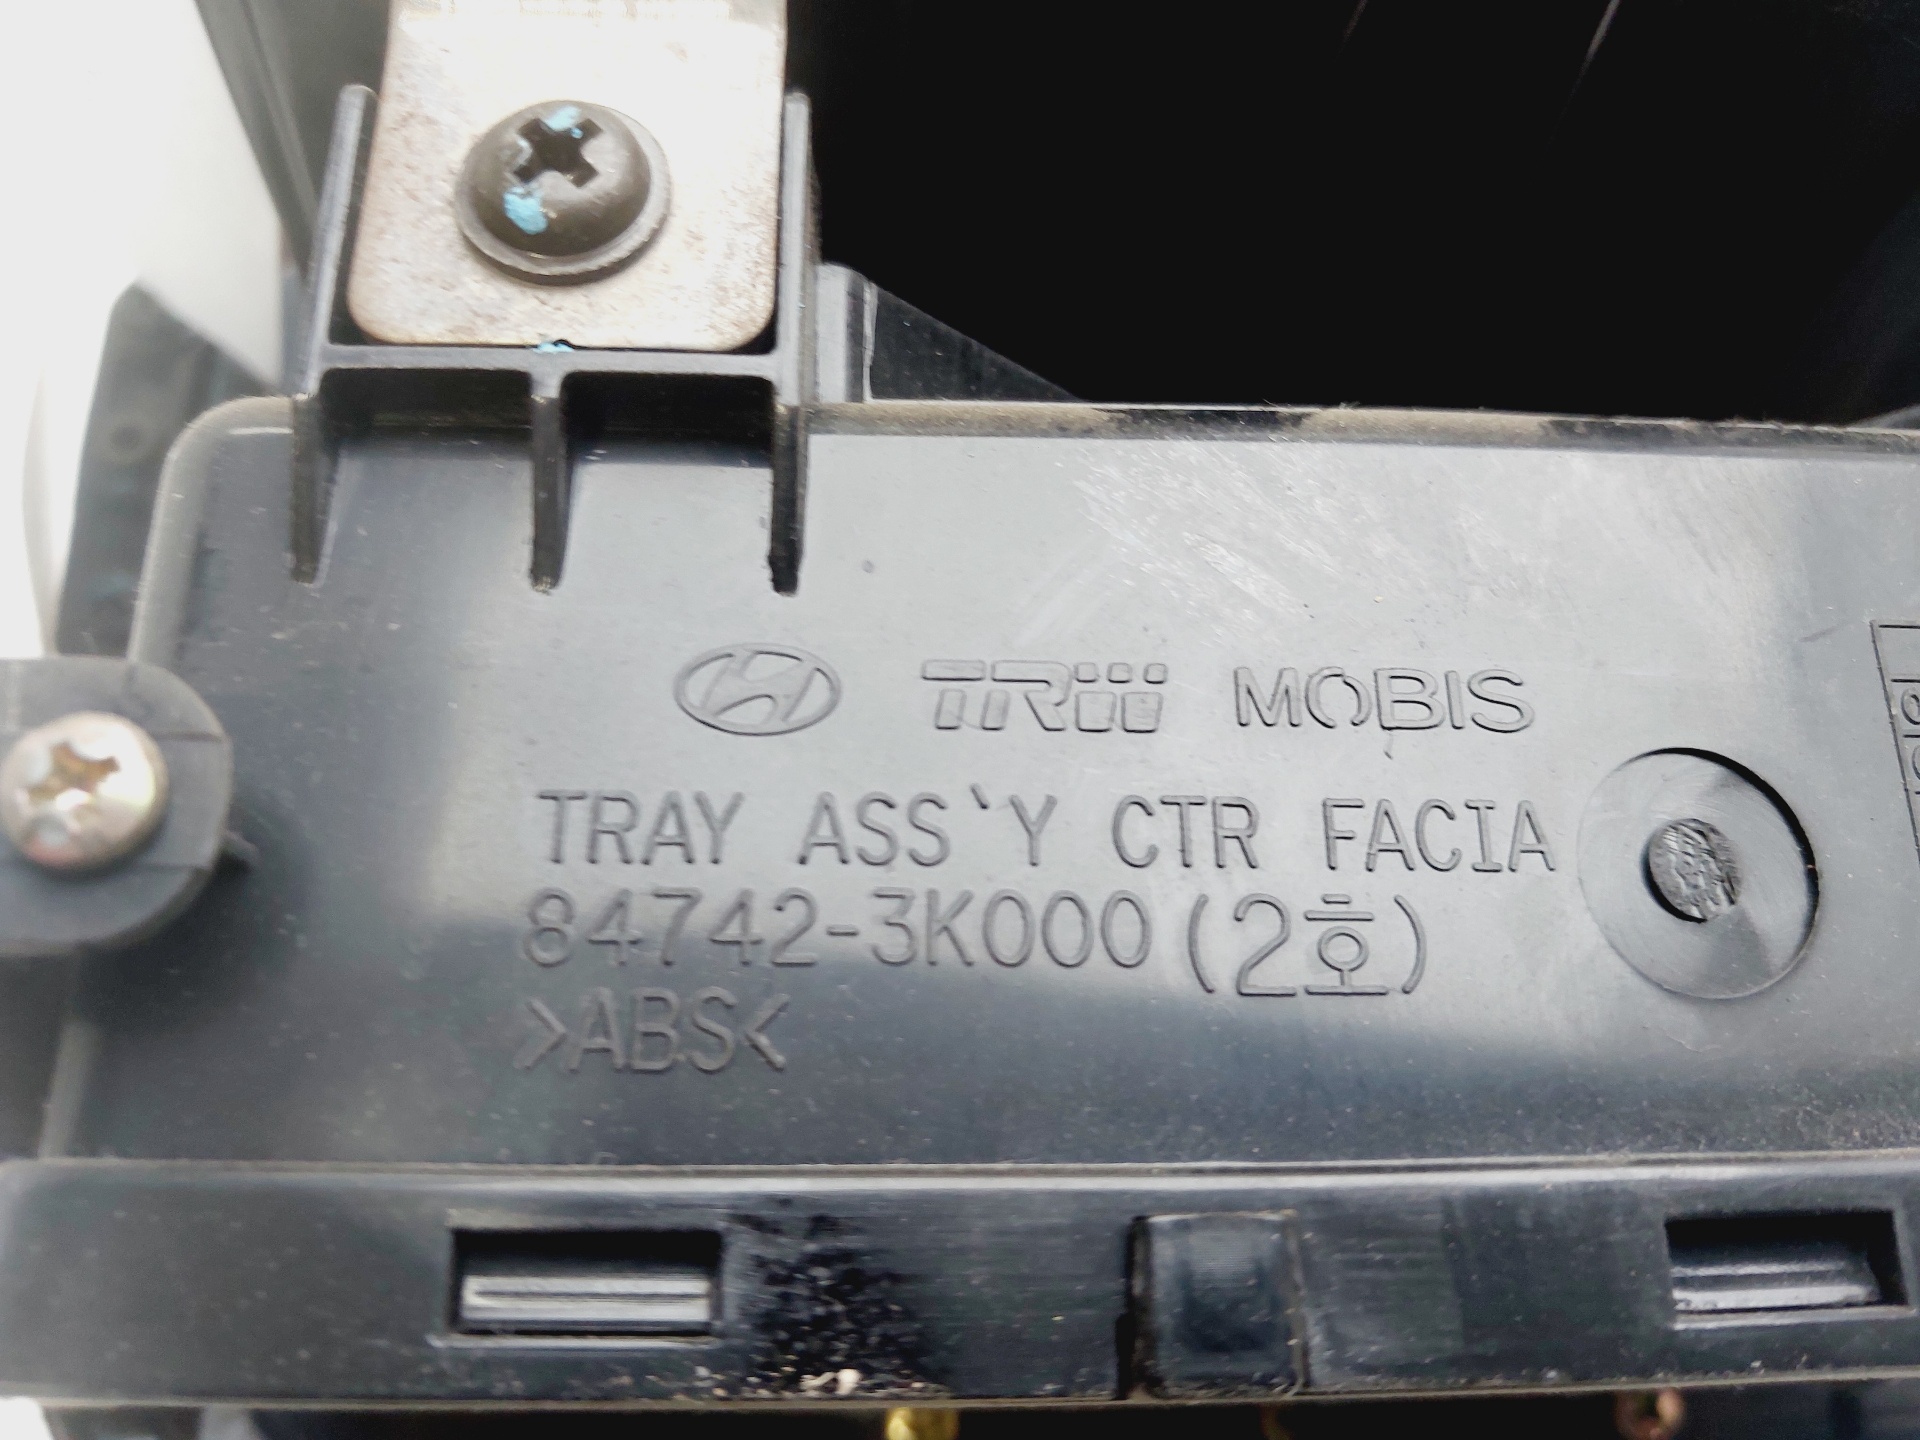 TRW MOBIS
TRAY ASS'Y CTR FACIA
84742-3K000 (2호)
>ABS<